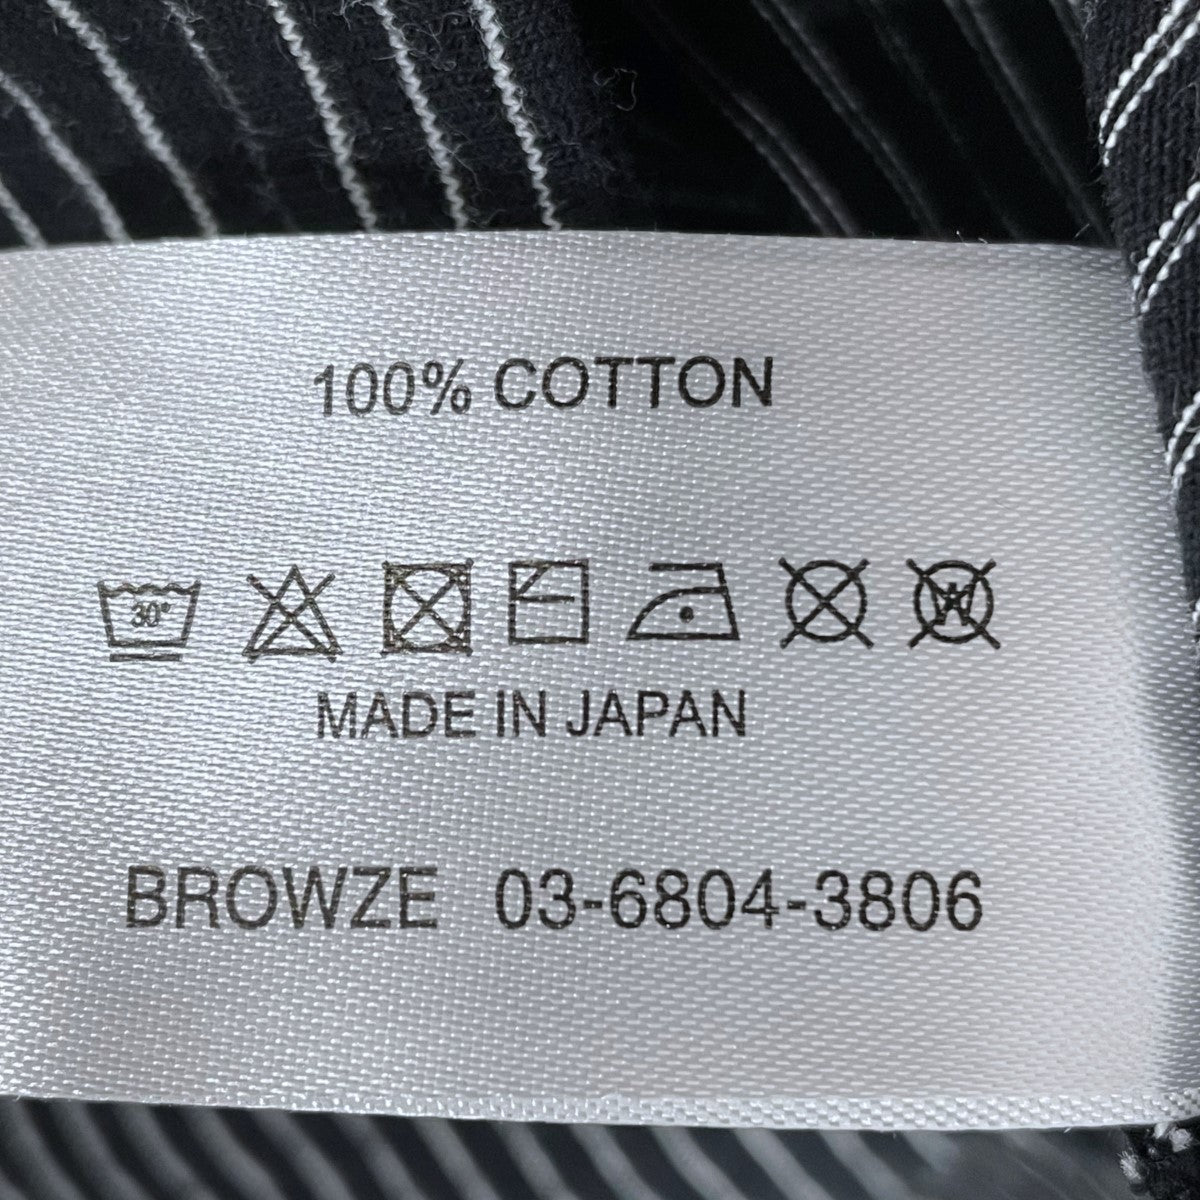 100% COTTON
30°
W
MADE IN JAPAN
BROWZE 03-6804-3806